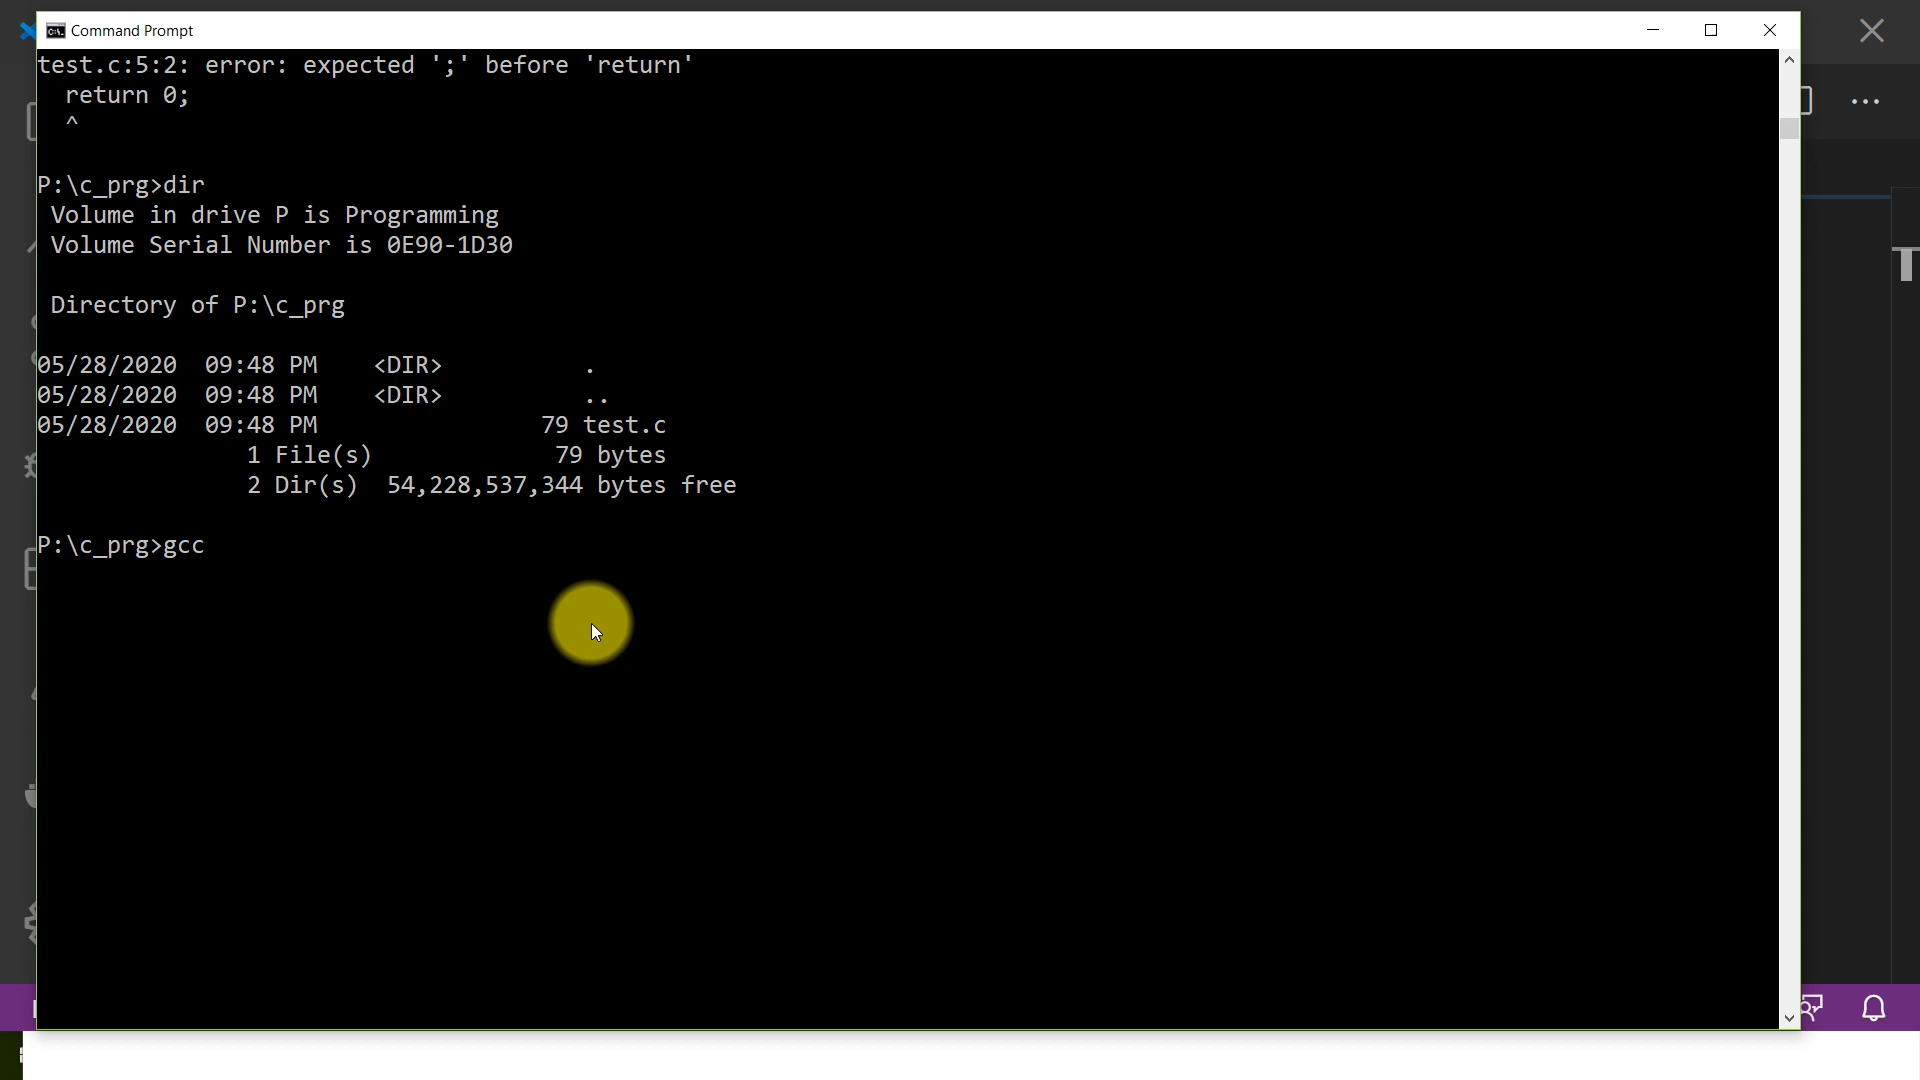 Command Prompt
test.c:5:2: error: expected ';' before 'return'
return 0;
^
P:\c_prg>dir
Volume in drive P is Programming
Volume Serial Number is 0E90-1D30
Directory of P:\c_prg
05/28/2020  09:48 PM    <DIR>          .
05/28/2020  09:48 PM    <DIR>          ..
05/28/2020  09:48 PM                79 test.c
1 File(s)             79 bytes
2 Dir(s)  54,228,537,344 bytes free
P:\c_prg>gcc